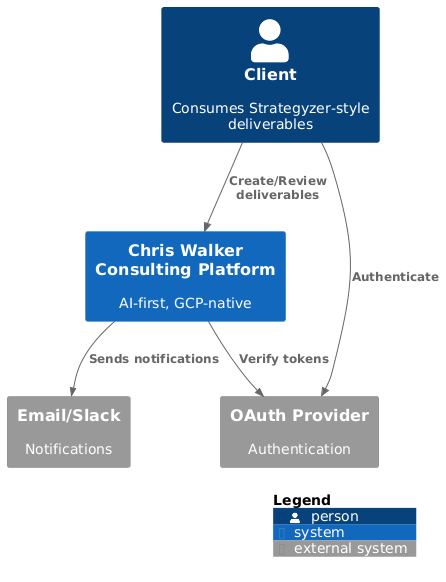 Client
Consumes Strategyzer-style
deliverables
Create/Review
deliverables
Authenticate
Chris Walker
Consulting Platform
AI-first, GCP-native
Sends notifications
Verify tokens
Email/Slack
Notifications
OAuth Provider
Authentication
Legend
person
system
external system